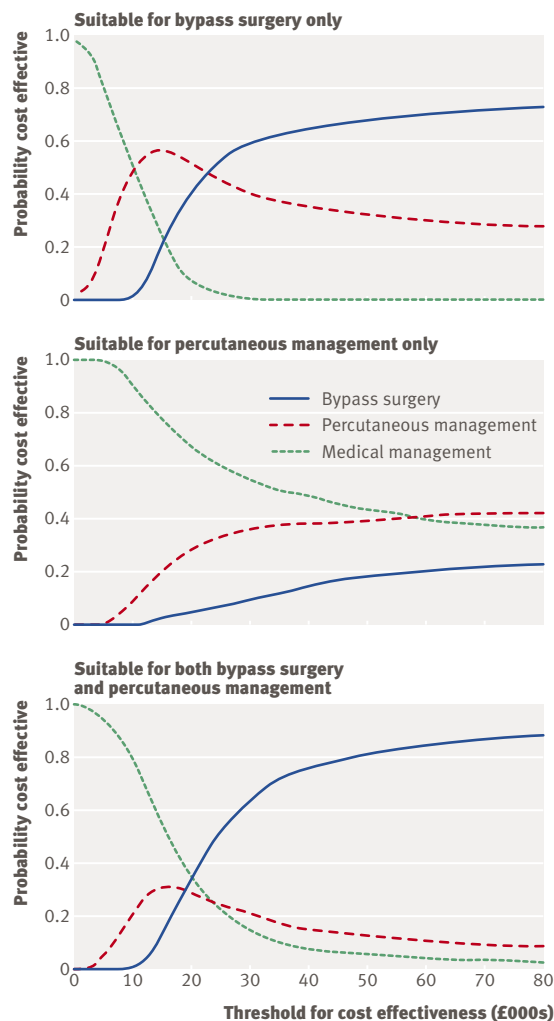 Suitable for bypass surgery only
Probability cost effective
1.0
0.8
0.6
0.4
0.2
0
Suitable for percutaneous management only
Probability cost effective
1.0
0.8
0.6
0.4
0.2
0
Bypass surgery
Percutaneous management
Medical management
Suitable for both bypass surgery
and percutaneous management
Probability cost effective
1.0
0.8
0.6
0.4
0.2
0
0 10 20 30 40 50 60 70 80
Threshold for cost effectiveness (£000s)